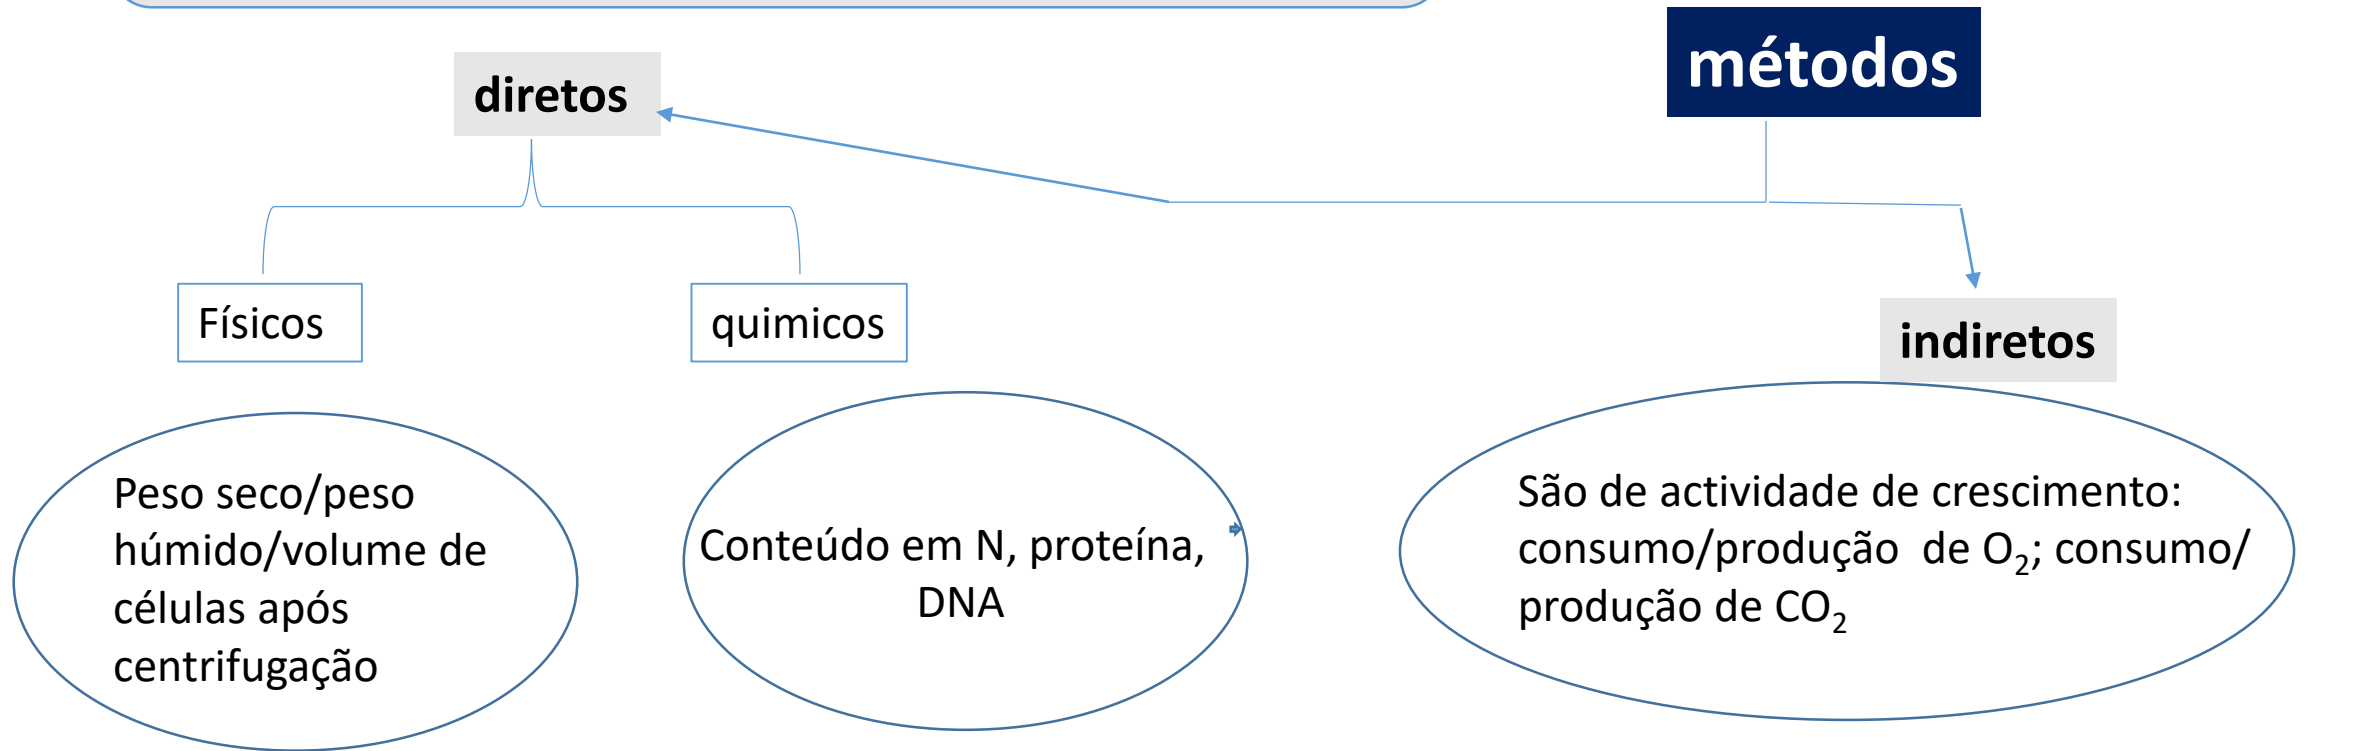 métodos
diretos
Físicos
quimicos
indiretos
Peso seco/peso
húmido/volume de
células após
centrifugação
Conteúdo em N, proteína,
DNA
São de actividade de crescimento:
consumo/produção de O₂; consumo/
produção de CO₂